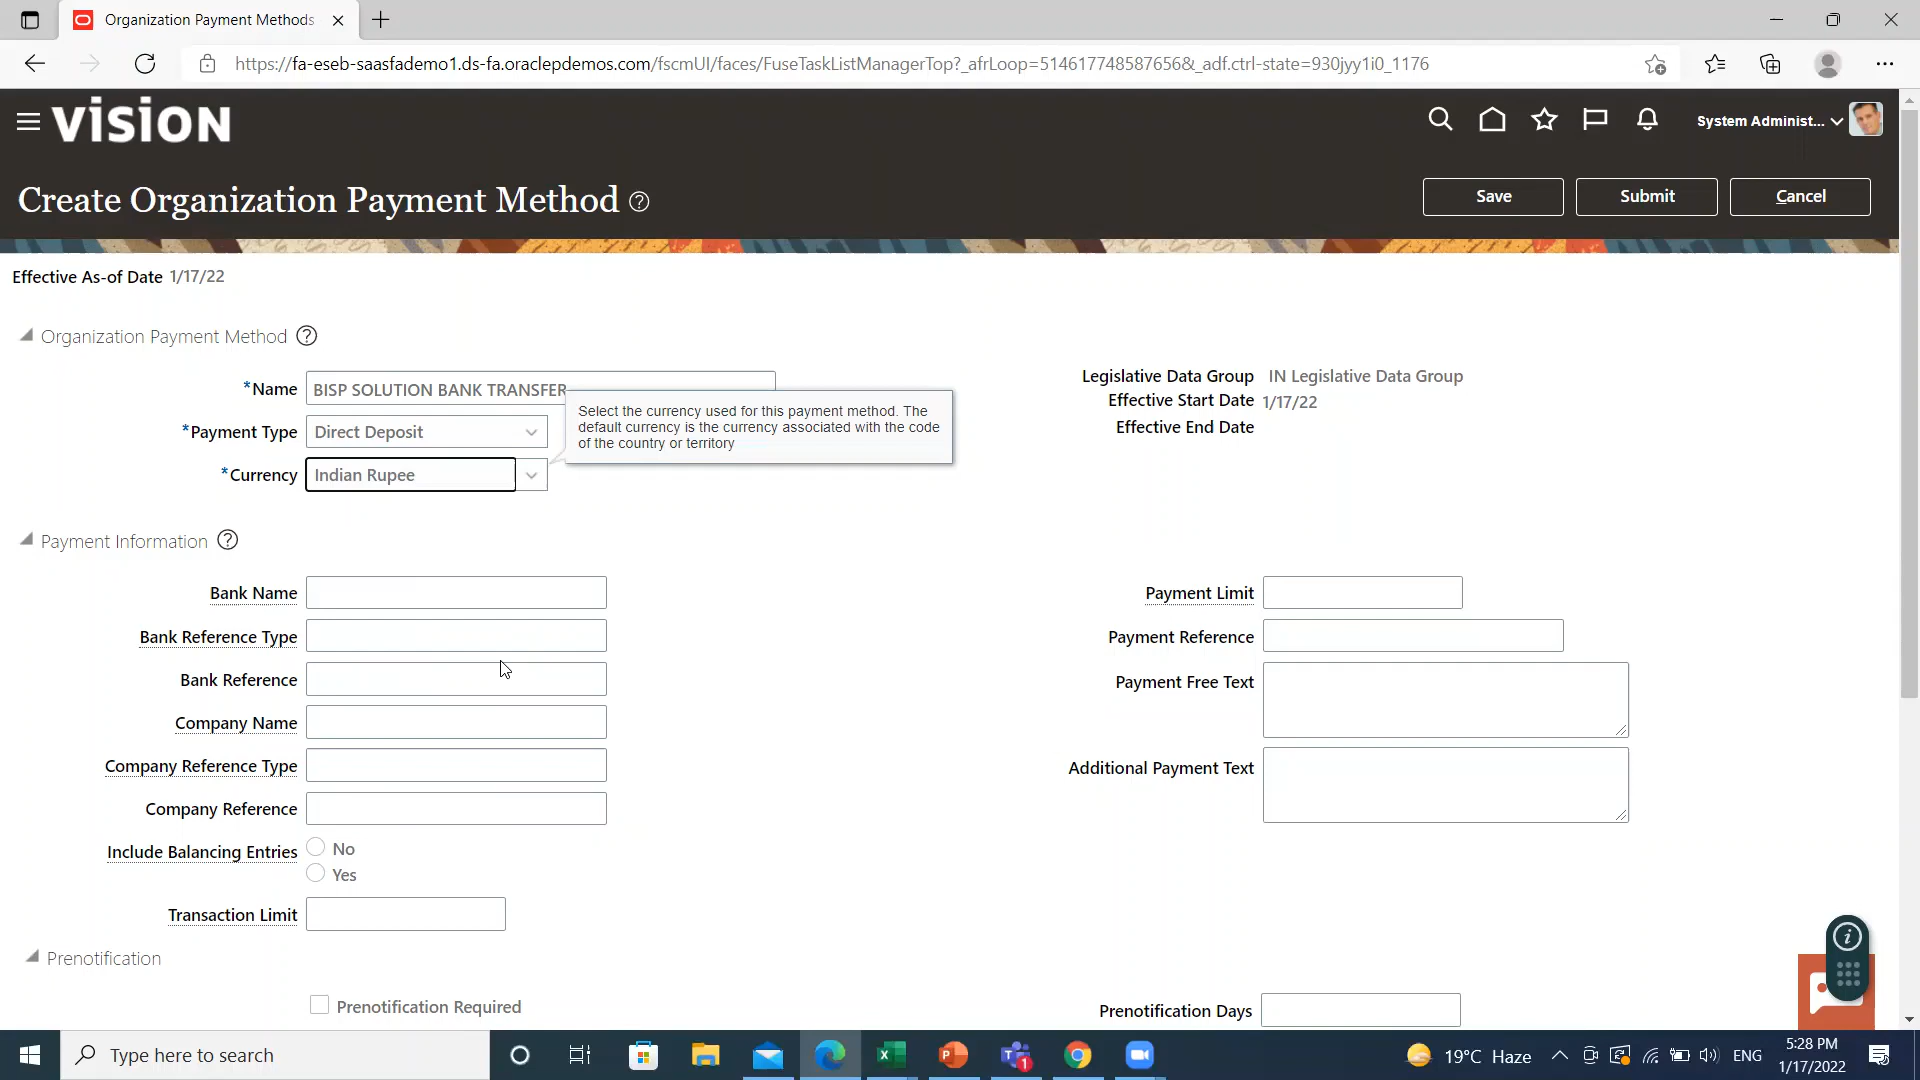 Organization Payment Methods
https://fa-eseb-saasfademo1.ds-fa.oraclepdemos.com/fscmUI/faces/FuseTaskListManagerTop?_afrLoop=51461774858765​6&_adf.ctrl-state=930jyy1i0_1176
vision
System Administ...
Create Organization Payment Method
Save
Submit
Cancel
Effective As-of Date 1/17/22
Organization Payment Method
*Name BISP SOLUTION BANK TRANSFER
*Payment Type Direct Deposit
*Currency Indian Rupee
Select the currency used for this payment method. The
default currency is the currency associated with the code
of the country or territory
Legislative Data Group IN Legislative Data Group
Effective Start Date 1/17/22
Effective End Date
Payment Information
Bank Name
Bank Reference Type
Bank Reference
Company Name
Company Reference Type
Company Reference
Include Balancing Entries No
Yes
Transaction Limit
Payment Limit
Payment Reference
Payment Free Text
Additional Payment Text
Prenotification
Prenotification Required
Prenotification Days
Type here to search
1
19°C Haze
ENG
5:28 PM
1/17/2022